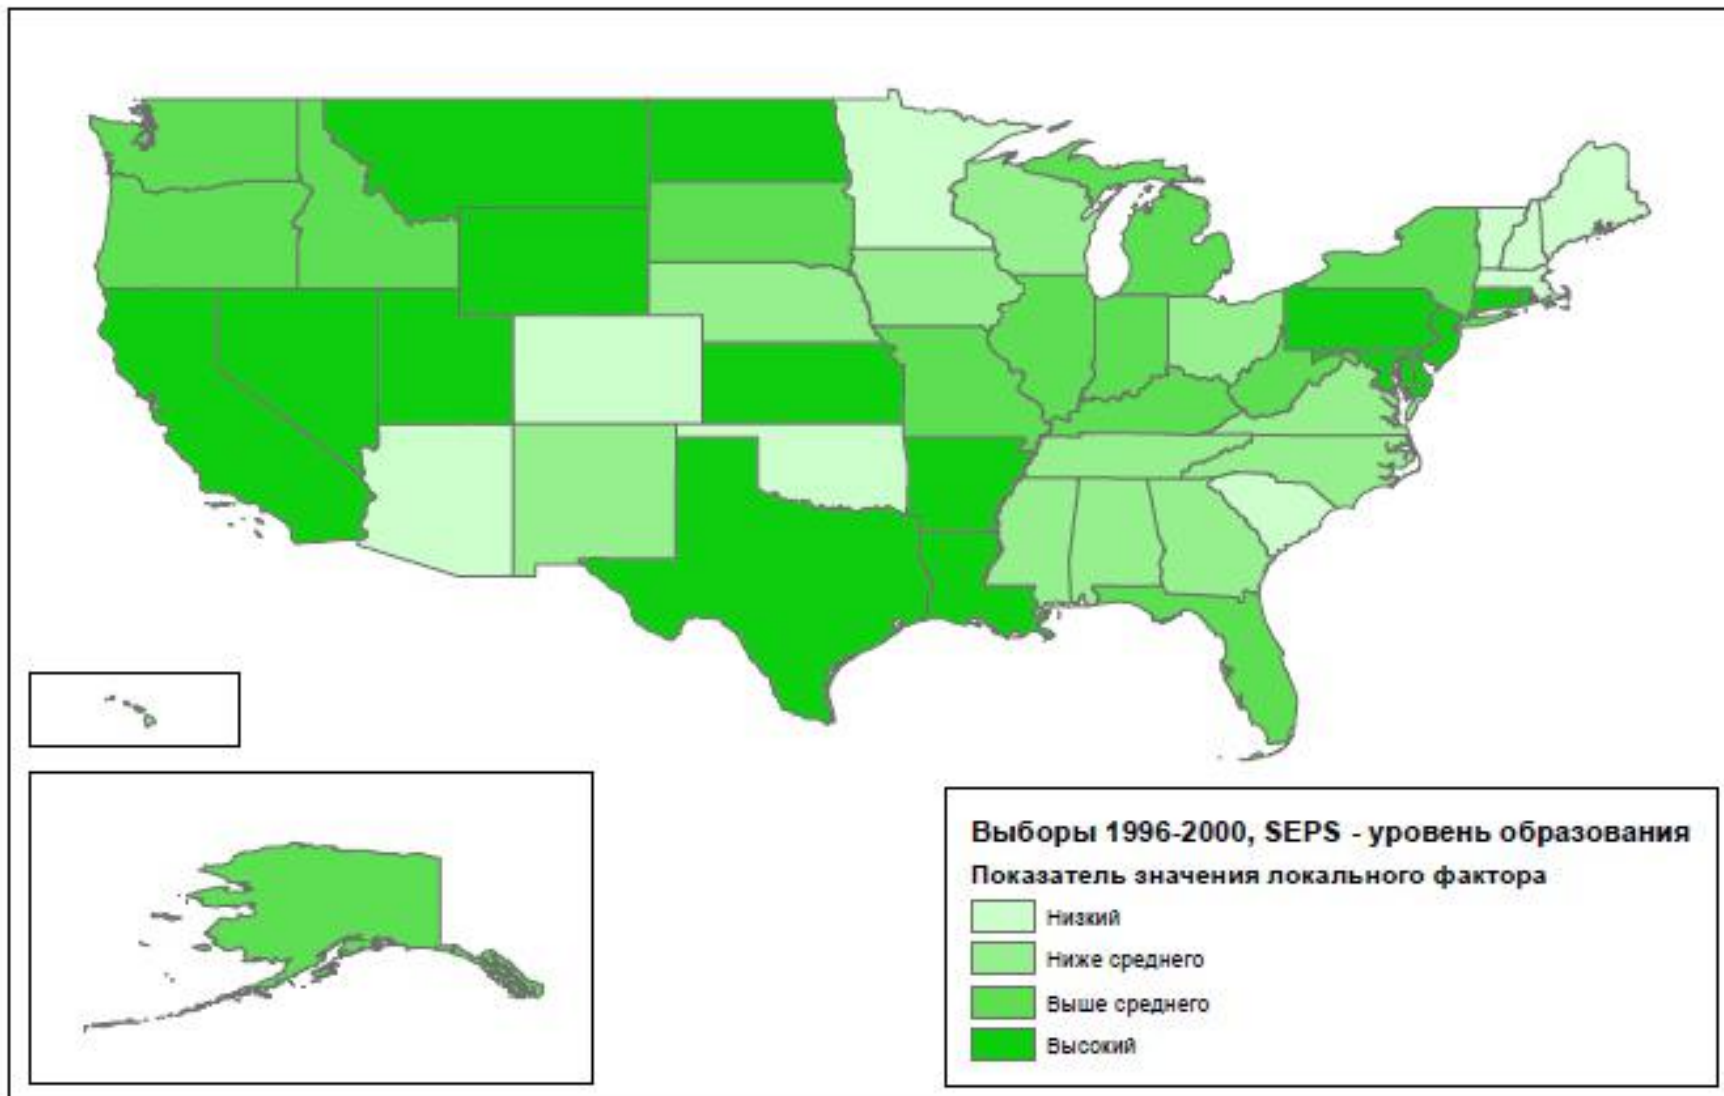 Выборы 1996-2000, SEPS - уровень образования
Показатель значения локального фактора
Низкий
Ниже среднего
Выше среднего
Высокий